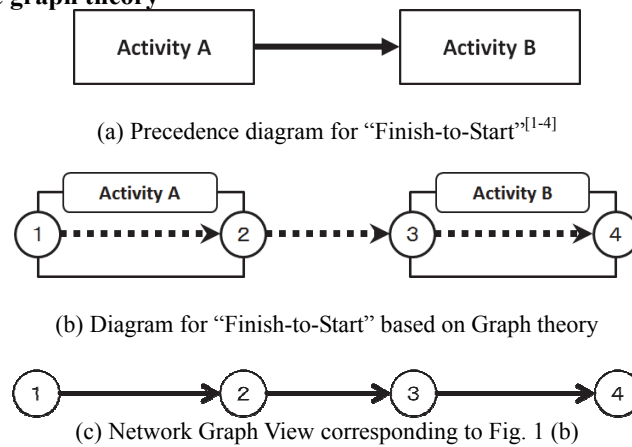 graph theory
Activity A Activity B
(a) Precedence diagram for “Finish-to-Start”[1-4]
Activity A Activity B
1 2 3 4
(b) Diagram for “Finish-to-Start” based on Graph theory
1 2 3 4
(c) Network Graph View corresponding to Fig. 1 (b)